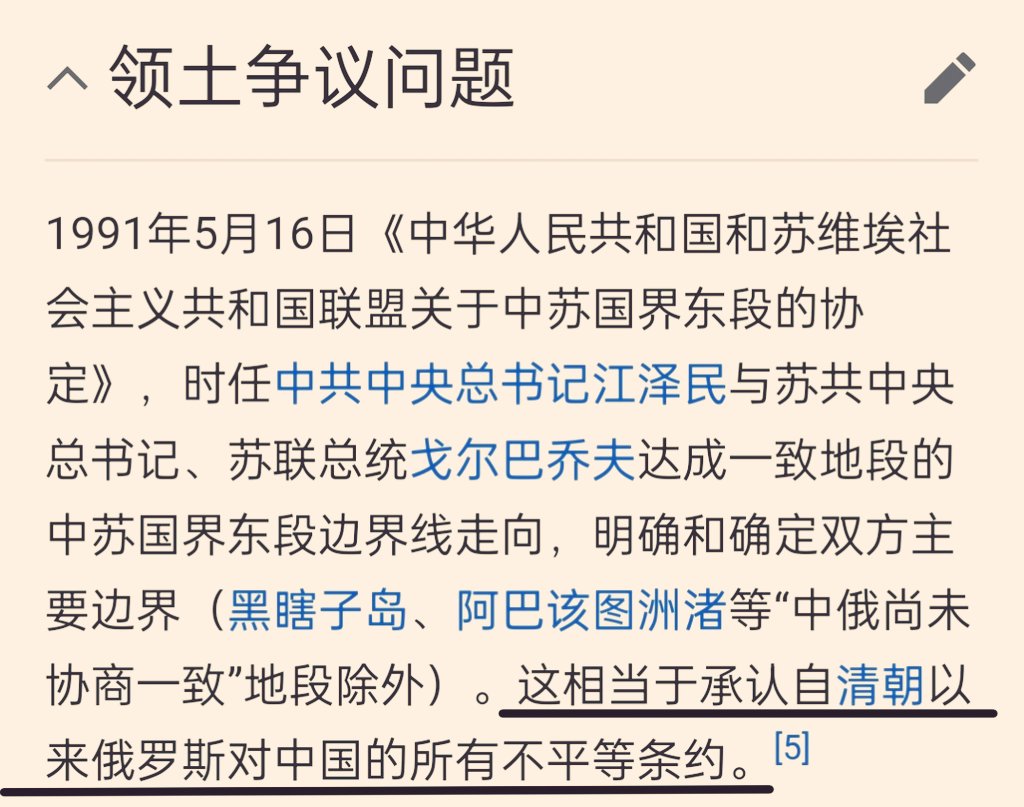 领土争议问题
1991年5月16日《中华人民共和国和苏维埃社
会主义共和国联盟关于中苏国界东段的协
定》，时任中共中央总书记江泽民与苏共中央
总书记、苏联总统戈尔巴乔夫达成一致地段的
中苏国界东段边界线走向，明确和确定双方主
要边界（黑瞎子岛、阿巴该图洲渚等“中俄尚未
协商一致”地段除外）。这相当于承认自清朝以
来俄罗斯对中国的所有不平等条约。[5]